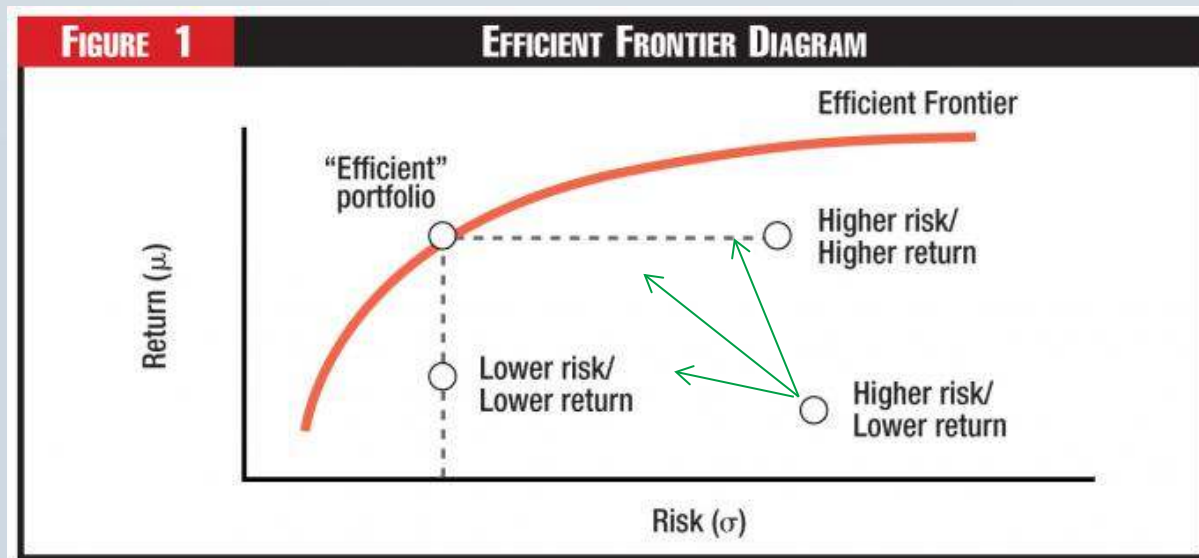 FIGURE 1
EFFICIENT FRONTIER DIAGRAM
Efficient Frontier
“Efficient”
portfolio
Higher risk/
Higher return
Return (μ)
Lower risk/
Lower return
Higher risk/
Lower return
Risk (σ)